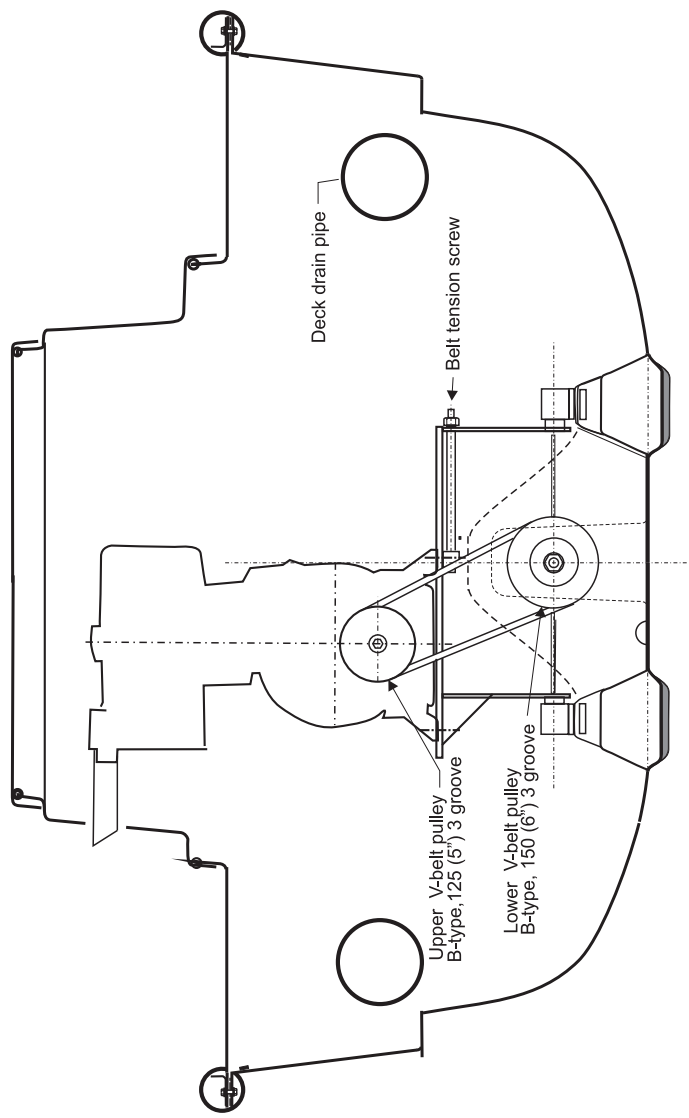 Deck drain pipe
Belt tension screw
Upper V-belt pulley
B-type,125 (5") 3 groove
Lower V-belt pulley
B-type, 150 (6") 3 groove